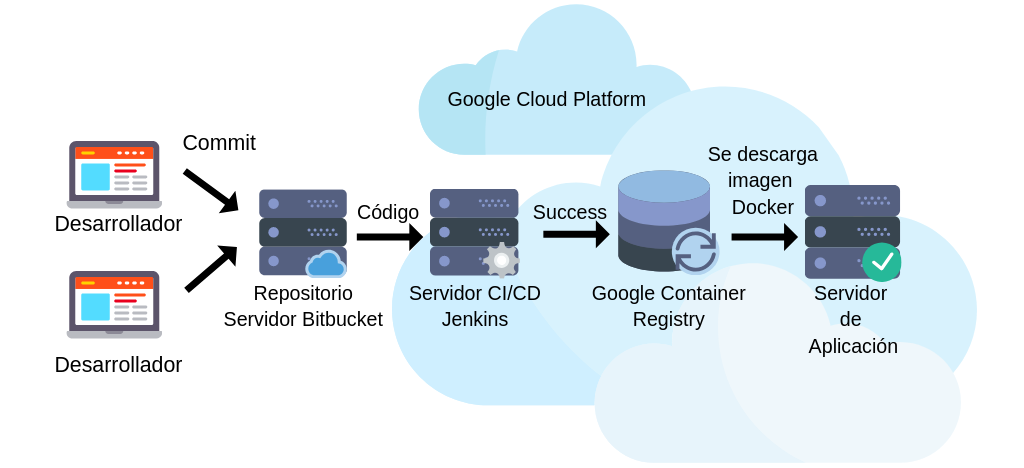 Google Cloud Platform
Commit
Desarrollador
Desarrollador
Repositorio
Servidor Bitbucket
Código
Servidor CI/CD
Jenkins
Success
Google Container
Registry
Se descarga
imagen
Docker
Servidor
de
Aplicación